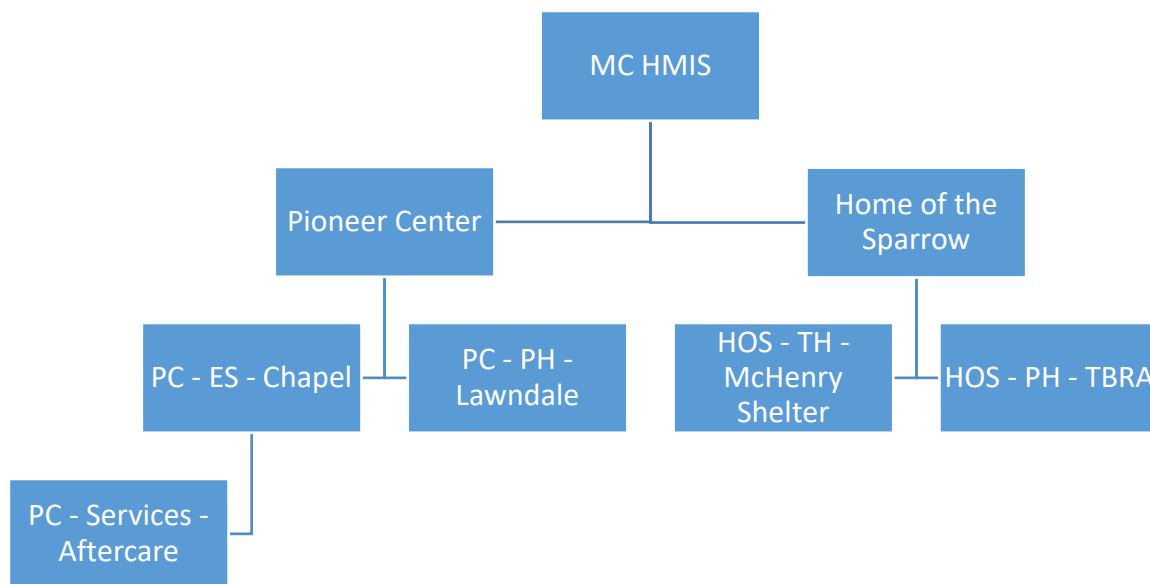 MC HMIS
Pioneer Center
Home of the
Sparrow
PC - ES - Chapel
PC - PH -
Lawndale
HOS - TH -
McHenry
Shelter
HOS - PH - TBRA
PC - Services -
Aftercare